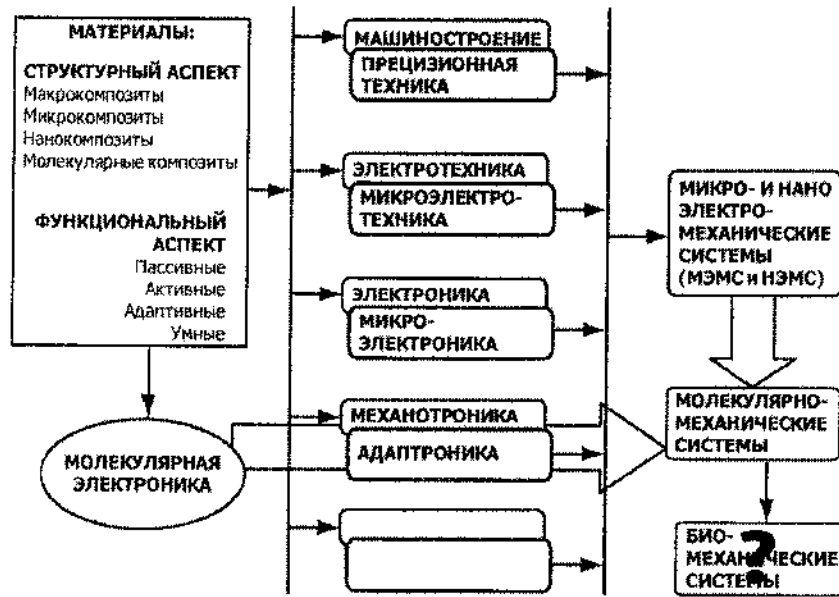 МАТЕРИАЛЫ:
СТРУКТУРНЫЙ АСПЕКТ
Макрокомпозиты
Микрокомпозиты
Нанокомпозиты
Молекулярные композиты
ФУНКЦИОНАЛЬНЫЙ
АСПЕКТ
Пассивные
Активные
Адаптивные
Умные
МОЛЕКУЛЯРНАЯ
ЭЛЕКТРОНИКА
МАШИНОСТРОЕНИЕ
ПРЕЦИЗИОННАЯ
ТЕХНИКА
ЭЛЕКТРОТЕХНИКА
МИКРОЭЛЕКТРО-
ТЕХНИКА
ЭЛЕКТРОНИКА
МИКРО-
ЭЛЕКТРОНИКА
МЕХАНОТРОНИКА
АДАПТРОНИКА
МИКРО- И НАНО
ЭЛЕКТРО-
МЕХАНИЧЕСКИЕ
СИСТЕМЫ
(МЭМС и НЭМС)
МОЛЕКУЛЯРНО-
МЕХАНИЧЕСКИЕ
СИСТЕМЫ
БИО-
МЕХАНИЧЕСКИЕ
СИСТЕМЫ
?